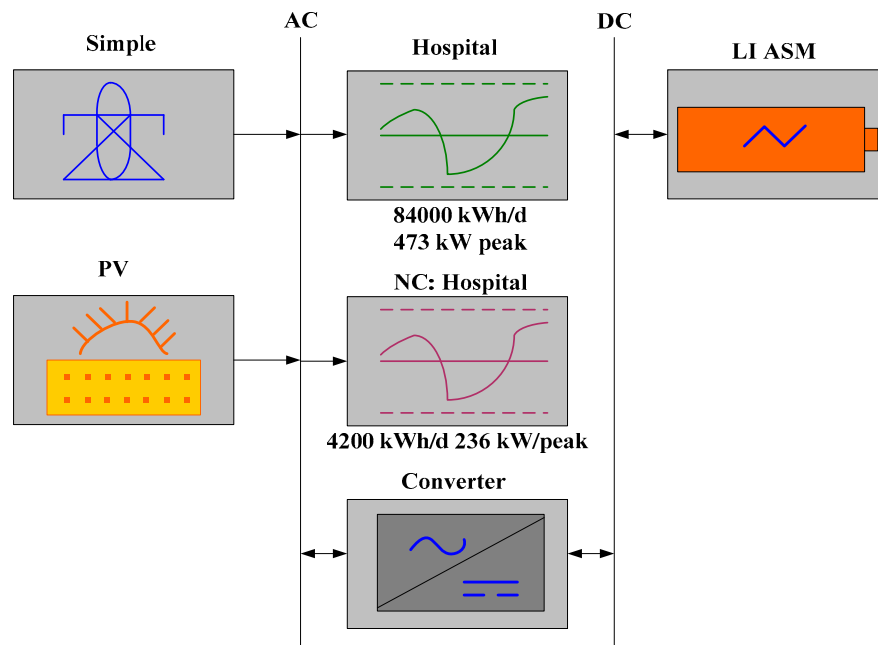 AC
DC
Simple
Hospital
LI ASM
84000 kWh/d
473 kW peak
PV
NC: Hospital
4200 kWh/d 236 kW/peak
Converter